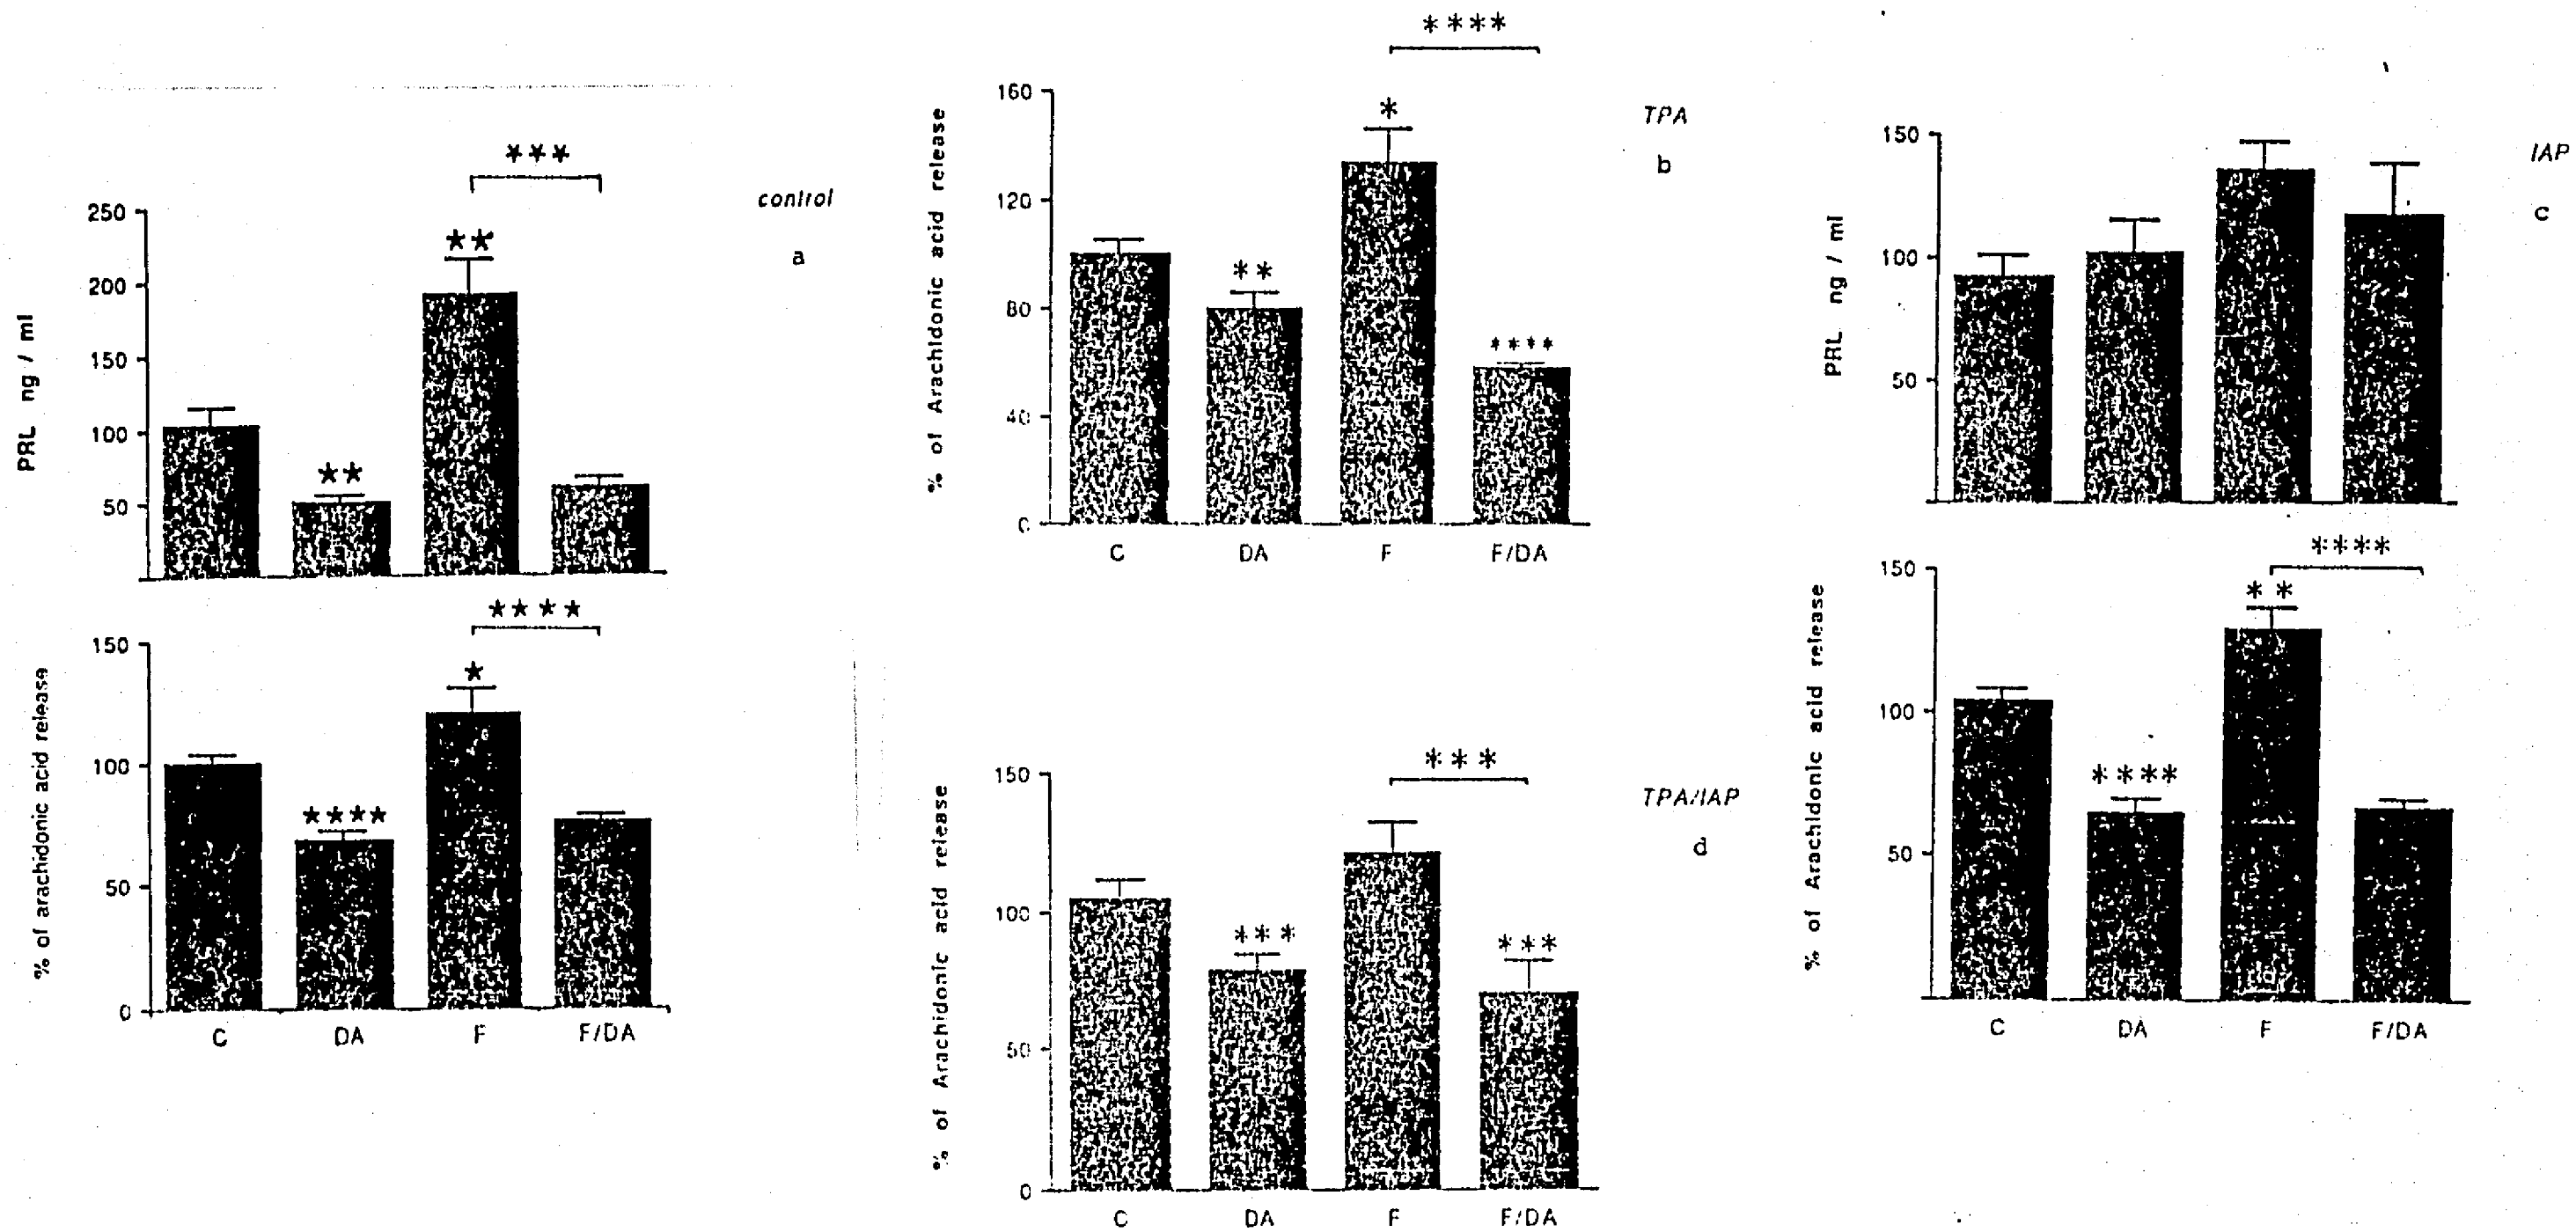 ***
control
a
250
200
150
100
50
PRL ng / ml
**
**
****
150
100
50
0
% of arachidonic acid release
****
*
C DA F F/DA
****
TPA
b
160
120
80
40
0
% of Arachidonic acid release
**
*
****
C DA F F/DA
***
TPA/IAP
d
150
100
50
0
% of Arachidonic acid release
***
***
C DA F F/DA
IAP
c
150
100
50
PRL ng / ml
****
150
100
50
% of Arachidonic acid release
****
**
C DA F F/DA